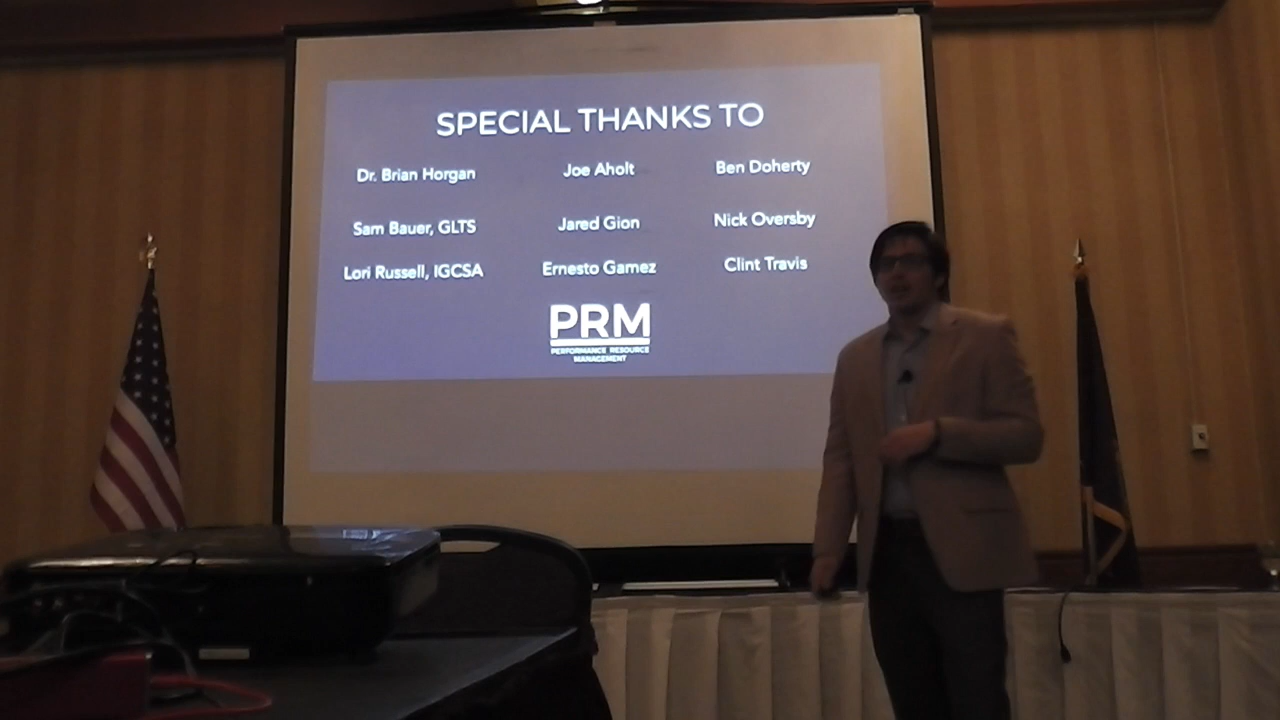 SPECIAL THANKS TO
Dr. Brian Horgan Joe Aholt Ben Doherty
Sam Bauer, GLTS Jared Gion Nick Oversby
Lori Russell, IGCSA Ernesto Gamez Clint Travis
PRM
PERFORMANCE RESOURCE
MANAGEMENT